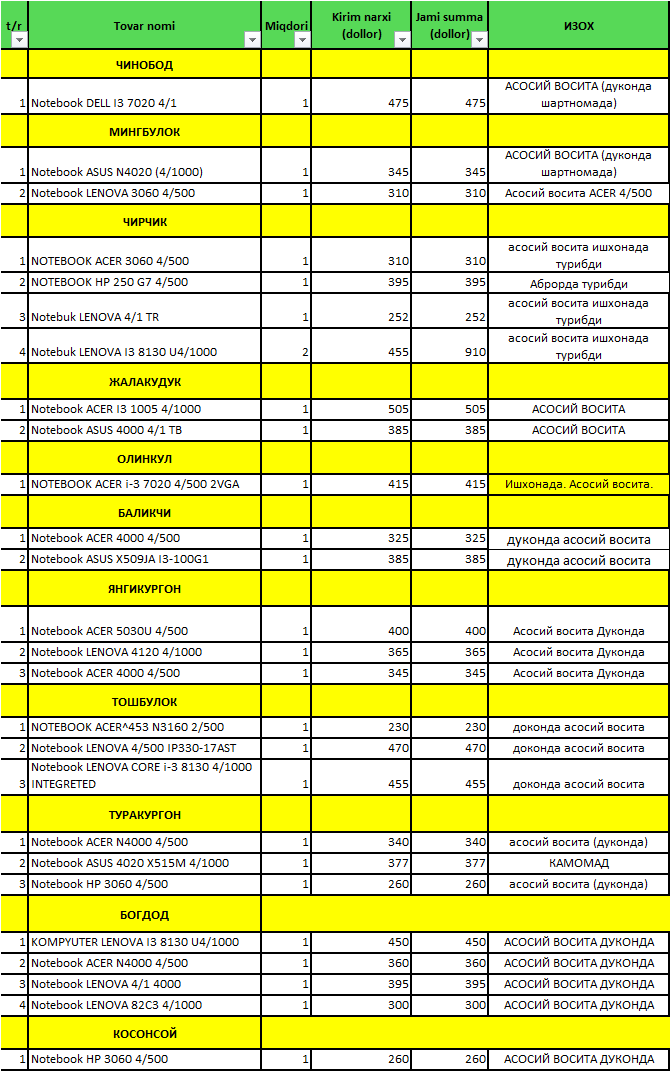 t/r Tovar nomi Miqdori Kirim narxi (dollor) Jami summa (dollor) ИЗОХ
ЧИНОБОД
1 Notebook DELL I3 7020 4/1 1 475 475 АСОСИЙ ВОСИТА (дуконда шартномада)
МИНГБУЛОК
1 Notebook ASUS N4020 (4/1000) 1 345 345 АСОСИЙ ВОСИТА (дуконда шартномада)
2 Notebook LENOVA 3060 4/500 1 310 310 Асосий восита ACER 4/500
ЧИРЧИК
1 NOTEBOOK ACER 3060 4/500 1 310 310 асосий восита ишхонада турибди
2 NOTEBOOK HP 250 G7 4/500 1 395 395 Аброрда турибди
3 Notebuk LENOVA 4/1 TR 1 252 252 асосий восита ишхонада турибди
4 Notebuk LENOVA I3 8130 U4/1000 2 455 910 асосий восита ишхонада турибди
ЖАЛАКУДУК
1 Notebook ACER I3 1005 4/1000 1 505 505 АСОСИЙ ВОСИТА
2 Notebook ASUS 4000 4/1 TB 1 385 385 АСОСИЙ ВОСИТА
ОЛИНКУЛ
1 NOTEBOOK ACER i-3 7020 4/500 2VGA 1 415 415 Ишхонада. Асосий восита.
БАЛИКЧИ
1 Notebook ACER 4000 4/500 1 325 325 дуконда асосий восита
2 Notebook ASUS X509JA I3-100G1 1 385 385 дуконда асосий восита
ЯНГИКУРГОН
1 Notebook ACER 5030U 4/500 1 400 400 Асосий восита Дуконда
2 Notebook LENOVA 4120 4/1000 1 365 365 Асосий восита Дуконда
3 Notebook ACER 4000 4/500 1 345 345 Асосий восита Дуконда
ТОШБУЛОК
1 NOTEBOOK ACER^453 N3160 2/500 1 230 230 доконда асосий восита
2 Notebook LENOVA 4/500 IP330-17AST 1 470 470 доконда асосий восита
3 Notebook LENOVA CORE i-3 8130 4/1000 INTEGRETED 1 455 455 доконда асосий восита
ТУРАКУРГОН
1 Notebook ACER N4000 4/500 1 340 340 асосий восита (дуконда)
2 Notebook ASUS 4020 X515M 4/1000 1 377 377 КАМОМАД
3 Notebook HP 3060 4/500 1 260 260 асосий восита (дуконда)
БОГДОД
1 KOMPYUTER LENOVA I3 8130 U4/1000 1 450 450 АСОСИЙ ВОСИТА ДУКОНДА
2 Notebook ACER N4000 4/500 1 360 360 АСОСИЙ ВОСИТА ДУКОНДА
3 Notebook LENOVA 4/1 4000 1 395 395 АСОСИЙ ВОСИТА ДУКОНДА
4 Notebook LENOVA 82C3 4/1000 1 300 300 АСОСИЙ ВОСИТА ДУКОНДА
КОСОНСОЙ
1 Notebook HP 3060 4/500 1 260 260 АСОСИЙ ВОСИТА ДУКОНДА